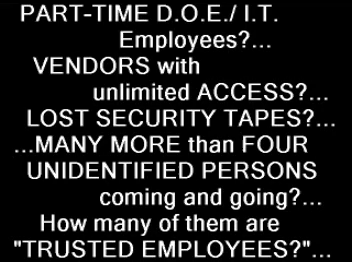 PART-TIME D.O.E./ I.T.
Employees?...
VENDORS with
unlimited ACCESS?...
LOST SECURITY TAPES?...
...MANY MORE than FOUR
UNIDENTIFIED PERSONS
coming and going?...
How many of them are
"TRUSTED EMPLOYEES?"...